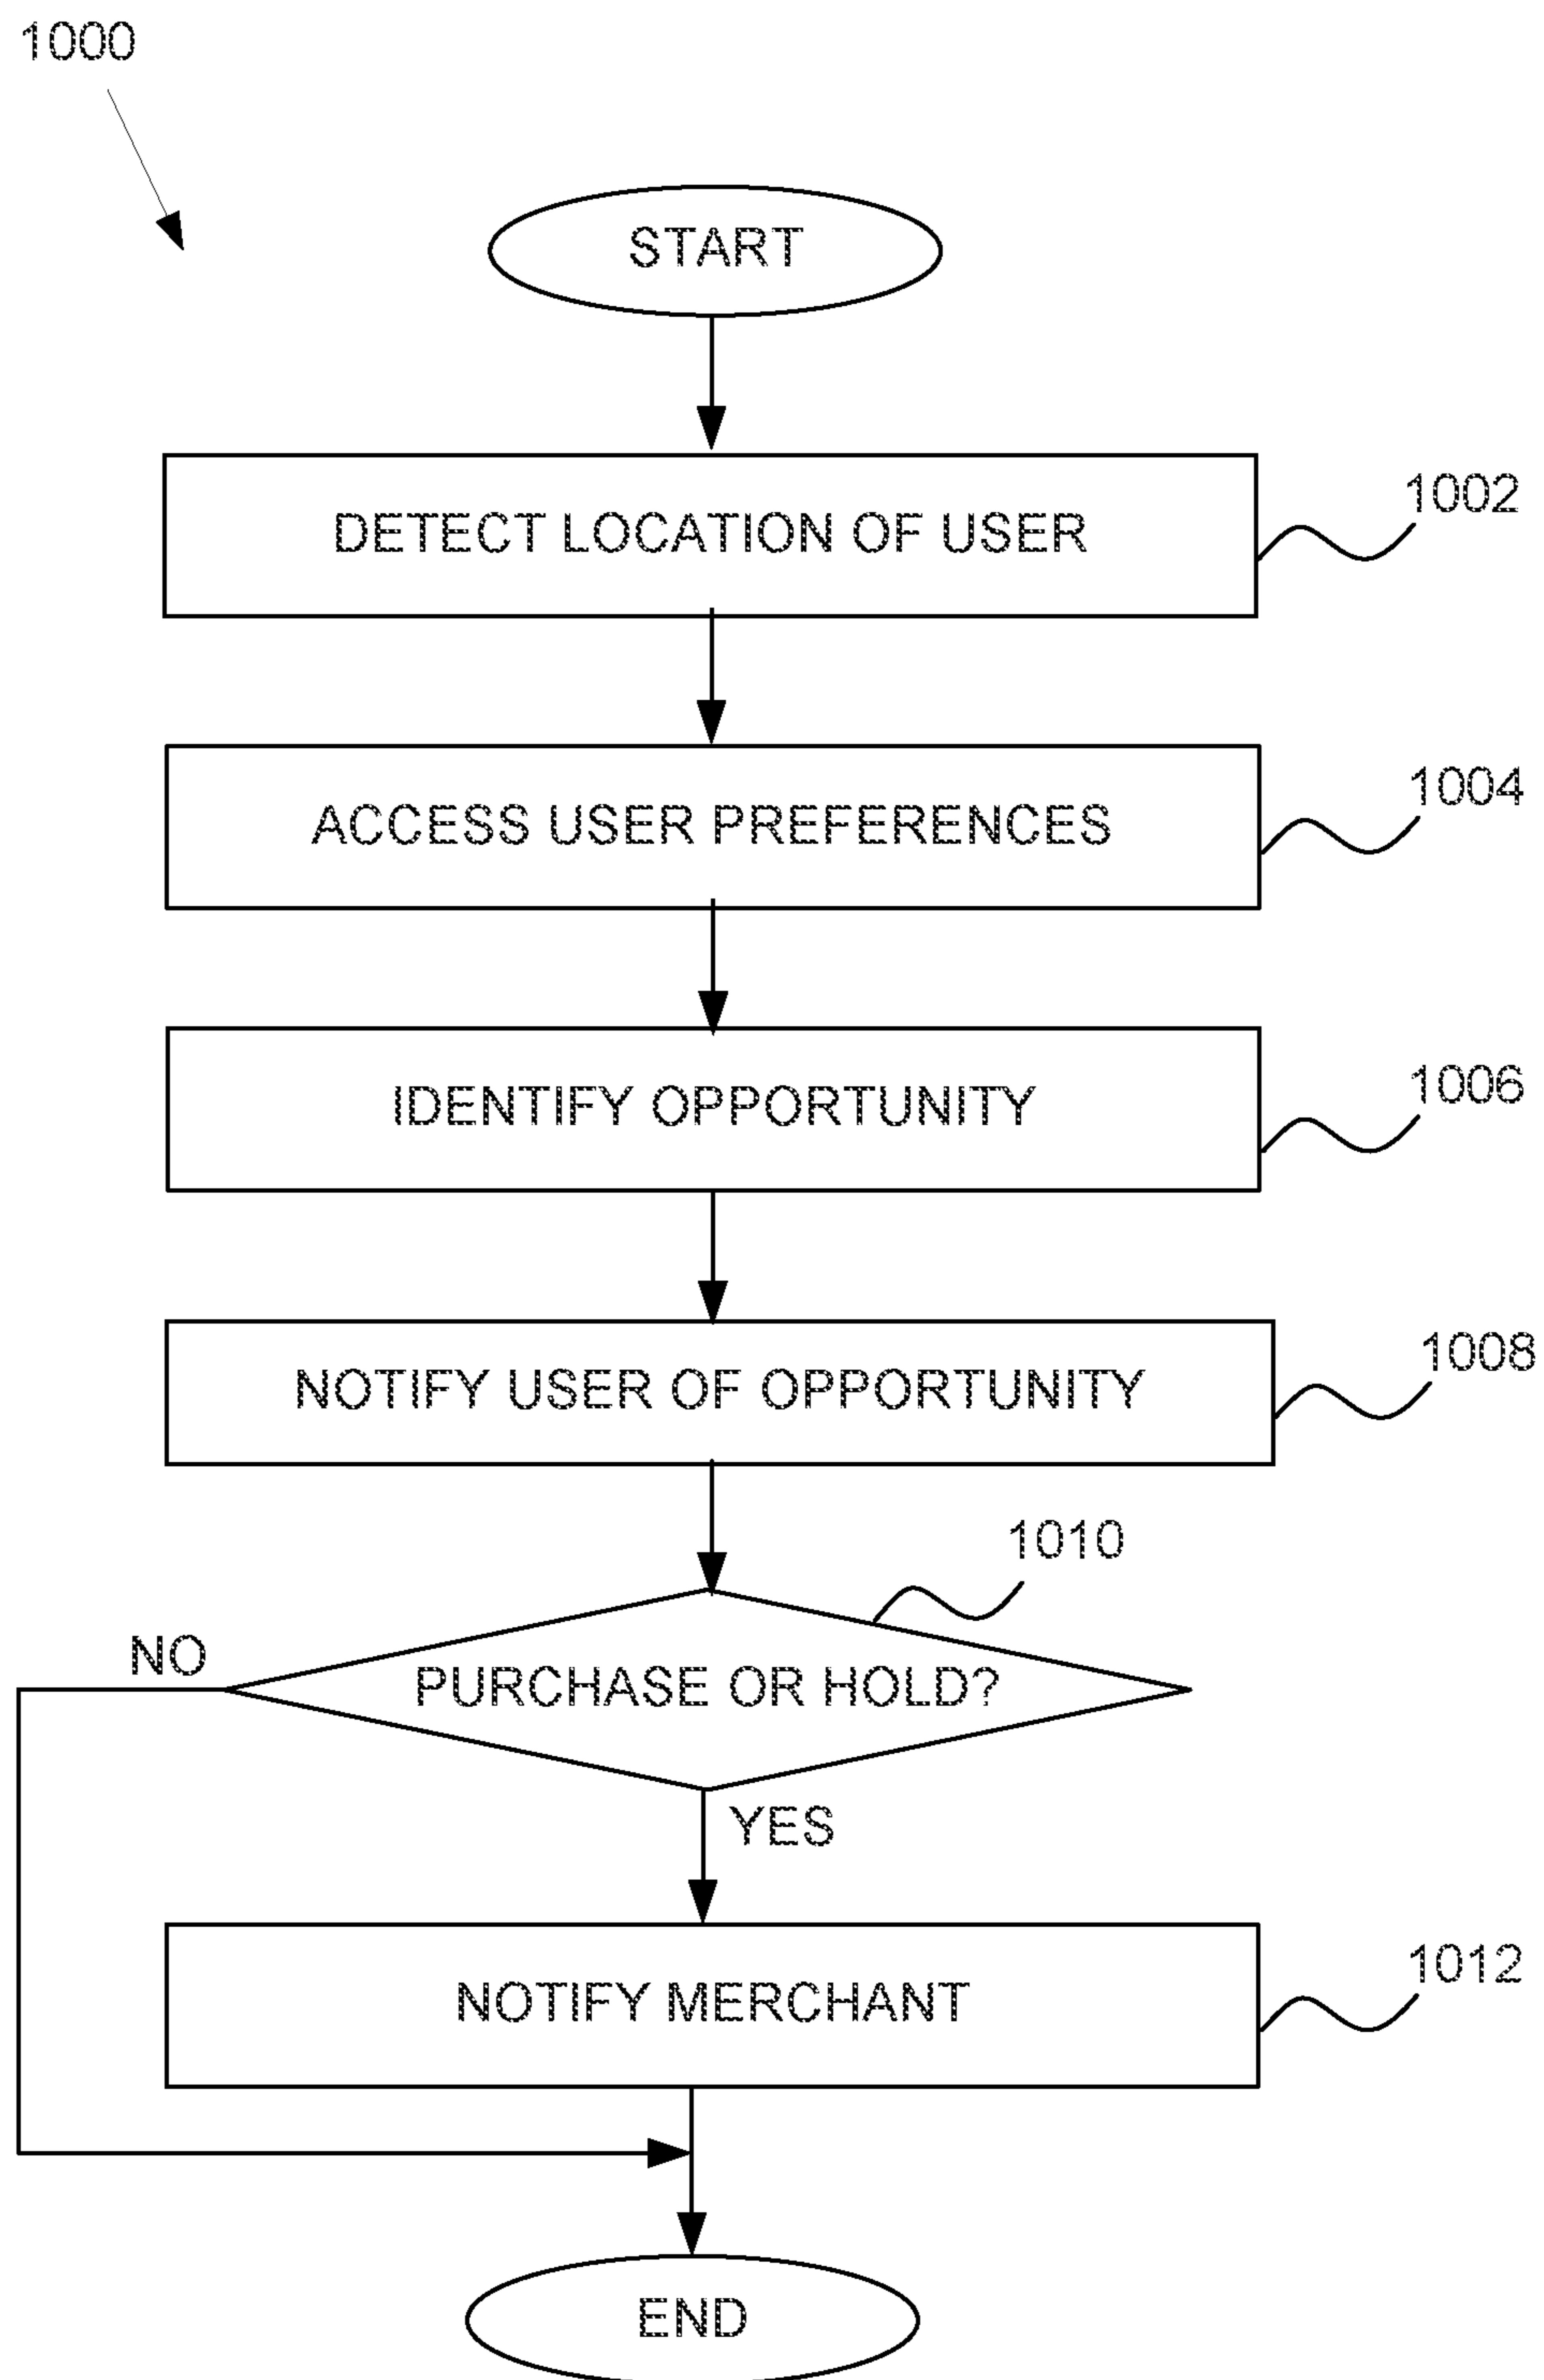 1000
START
DETECT LOCATION OF USER
1002
ACCESS USER PREFERENCES
1004
IDENTIFY OPPORTUNITY
1006
NOTIFY USER OF OPPORTUNITY
1008
1010
NO
PURCHASE OR HOLD?
YES
NOTIFY MERCHANT
1012
END